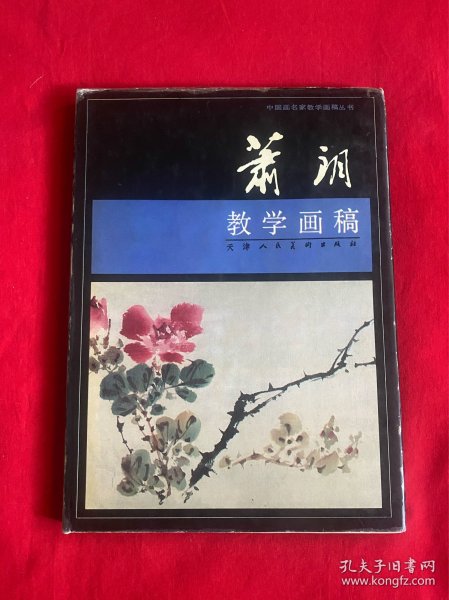 中国画名家教学画稿丛书
萧朗
教学画稿
天津人民美术出版社
孔夫子旧书网
www.kongfz.com